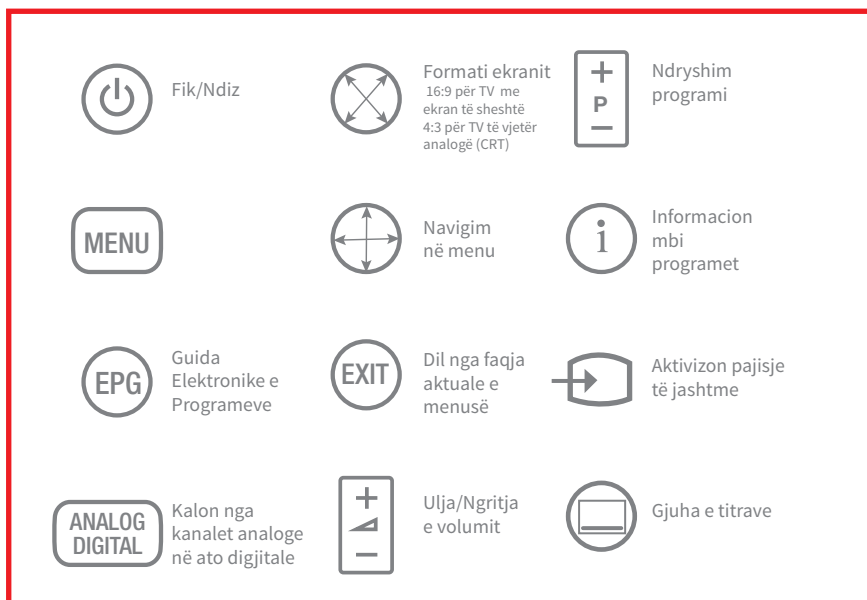 Fik/Ndiz
Formati ekranit
16:9 për TV me
ekran të sheshtë
4:3 për TV të vjetër
analogë (CRT)
+
P
–
Ndryshim
programi
MENU
Navigim
në menu
i
Informacion
mbi
programet
EPG
Guida
Elektronike e
Programeve
EXIT
Dil nga faqja
aktuale e
menusë
Aktivizon pajisje
të jashtme
ANALOG
DIGITAL
Kalon nga
kanalet analoge
në ato digjitale
+
–
Ulja/Ngritja
e volumit
Gjuha e titrave